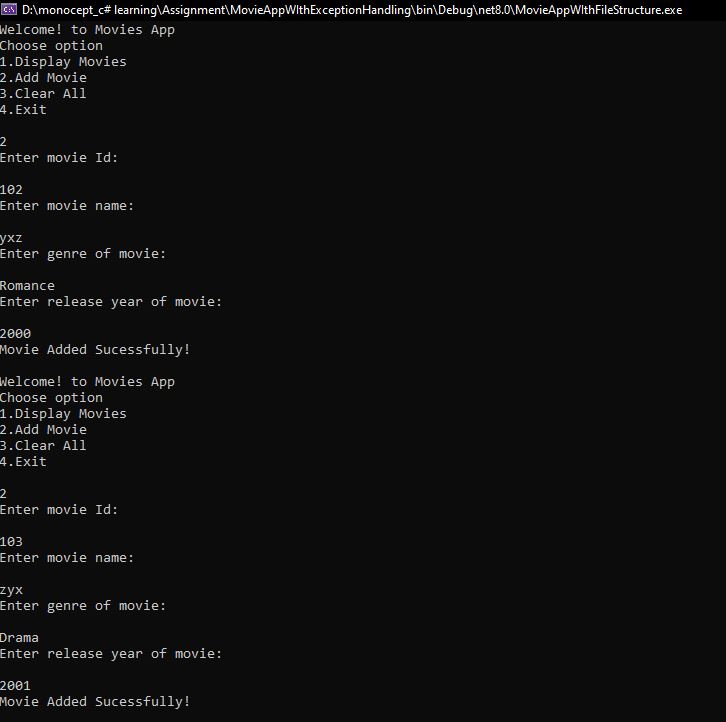 D:\monocept_c# learning\Assignment\MovieAppWIthExceptionHandling\bin\Debug\net8.0\MovieAppWIthFileStructure.exe
Welcome! to Movies App
Choose option
1.Display Movies
2.Add Movie
3.Clear All
4.Exit
2
Enter movie Id:
102
Enter movie name:
yxz
Enter genre of movie:
Romance
Enter release year of movie:
2000
Movie Added Sucessfully!
Welcome! to Movies App
Choose option
1.Display Movies
2.Add Movie
3.Clear All
4.Exit
2
Enter movie Id:
103
Enter movie name:
zyx
Enter genre of movie:
Drama
Enter release year of movie:
2001
Movie Added Sucessfully!